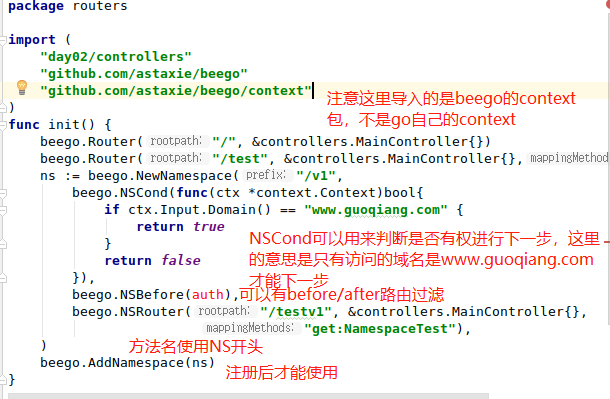 package routers
import (
"day02/controllers"
"github.com/astaxie/beego"
"github.com/astaxie/beego/context"
注意这里导入的是beego的context
包，不是go自己的context
)
func init() {
beego.Router( rootpath: "/", &controllers.MainController{})
beego.Router( rootpath: "/test", &controllers.MainController{}, mappingMethod
ns := beego.NewNamespace( prefix: "/v1",
beego.NSCond(func(ctx *context.Context)bool{
if ctx.Input.Domain() == "www.guoqiang.com" {
return true
}
return false
NSCond可以用来判断是否有权进行下一步，这里
的意思是只有访问的域名是www.guoqiang.com
才能下一步
}),
beego.NSBefore(auth),可以有before/after路由过滤
beego.NSRouter( rootpath: "/testv1", &controllers.MainController{},
mappingMethods: "get:NamespaceTest"),
)
方法名使用NS开头
beego.AddNamespace(ns)
注册后才能使用
}